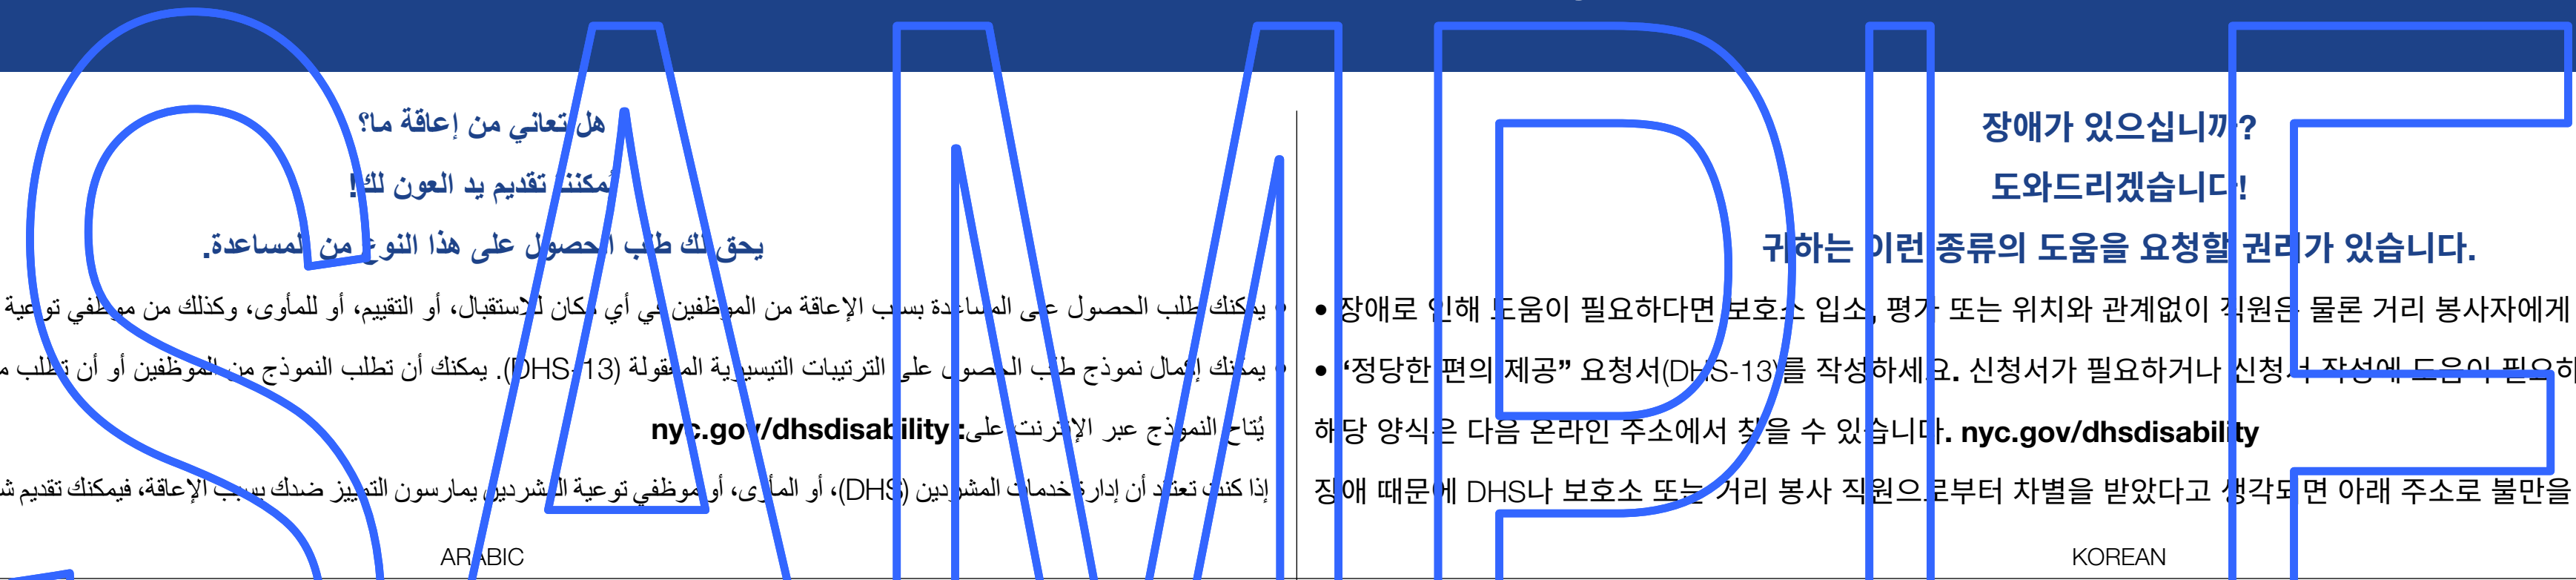 هل تعاني من إعاقة ما؟
يُمكننا تقديم يد العون لك!
يحق لك طلب الحصول على هذا النوع من المساعدة.
• يمكنك طلب الحصول على المساعدة بسبب الإعاقة من الموظفين في أي مكان للاستقبال، أو التقييم، أو للمأوى، وكذلك من موظفي توعية
• يمكنك إكمال نموذج طلب الحصول على الترتيبات التيسيرية المعقولة (DHS-13). يمكنك أن تطلب النموذج من الموظفين أو أن تطلب
يُتاح النموذج عبر الإنترنت على: nyc.gov/dhsdisability
إذا كنت تعتقد أن إدارة خدمات المشردين (DHS)، أو المأوى، أو موظفي توعية المشردين يمارسون التمييز ضدك بسبب الإعاقة، فيمكنك تقديم
ARABIC
장애가 있으십니까?
도와드리겠습니다!
귀하는 이런 종류의 도움을 요청할 권리가 있습니다.
• 장애로 인해 도움이 필요하다면 보호소 입소, 평가 또는 위치와 관계없이 직원은 물론 거리 봉사자에게
• “정당한 편의 제공” 요청서(DHS-13)를 작성하세요. 신청서가 필요하거나 신청서 작성에 도움이 필요하
해당 양식은 다음 온라인 주소에서 찾을 수 있습니다. nyc.gov/dhsdisability
장애 때문에 DHS나 보호소 또는 거리 봉사 직원으로부터 차별을 받았다고 생각되면 아래 주소로 불만을
KOREAN
SAMPLE